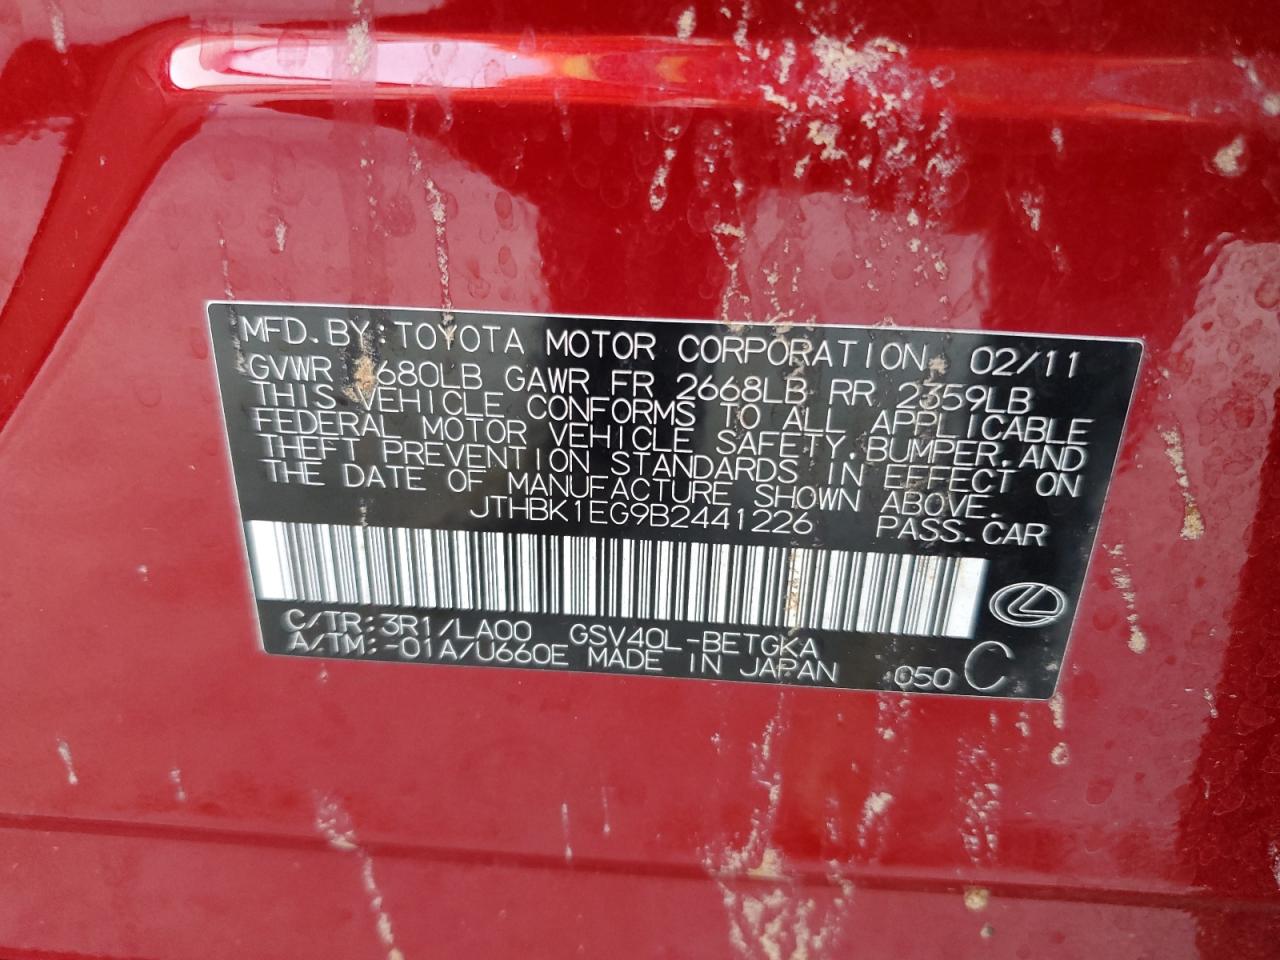 MFD.BY:TOYOTA MOTOR CORPORATION 02/11
GVWR 680LB GAWR FR 2668LB RR 2359LB
THIS VEHICLE CONFORMS TO ALL APPLICABLE
FEDERAL MOTOR VEHICLE SAFETY,BUMPER,AND
THEFT PREVENTION STANDARDS IN EFFECT ON
THE DATE OF MANUFACTURE SHOWN ABOVE.
JTHBK1EG9B2441226 PASS.CAR
C/TR:3R1/LA00 GSV40L-BETGKA
A/TM:-01A/U660E MADE IN JAPAN 050 C